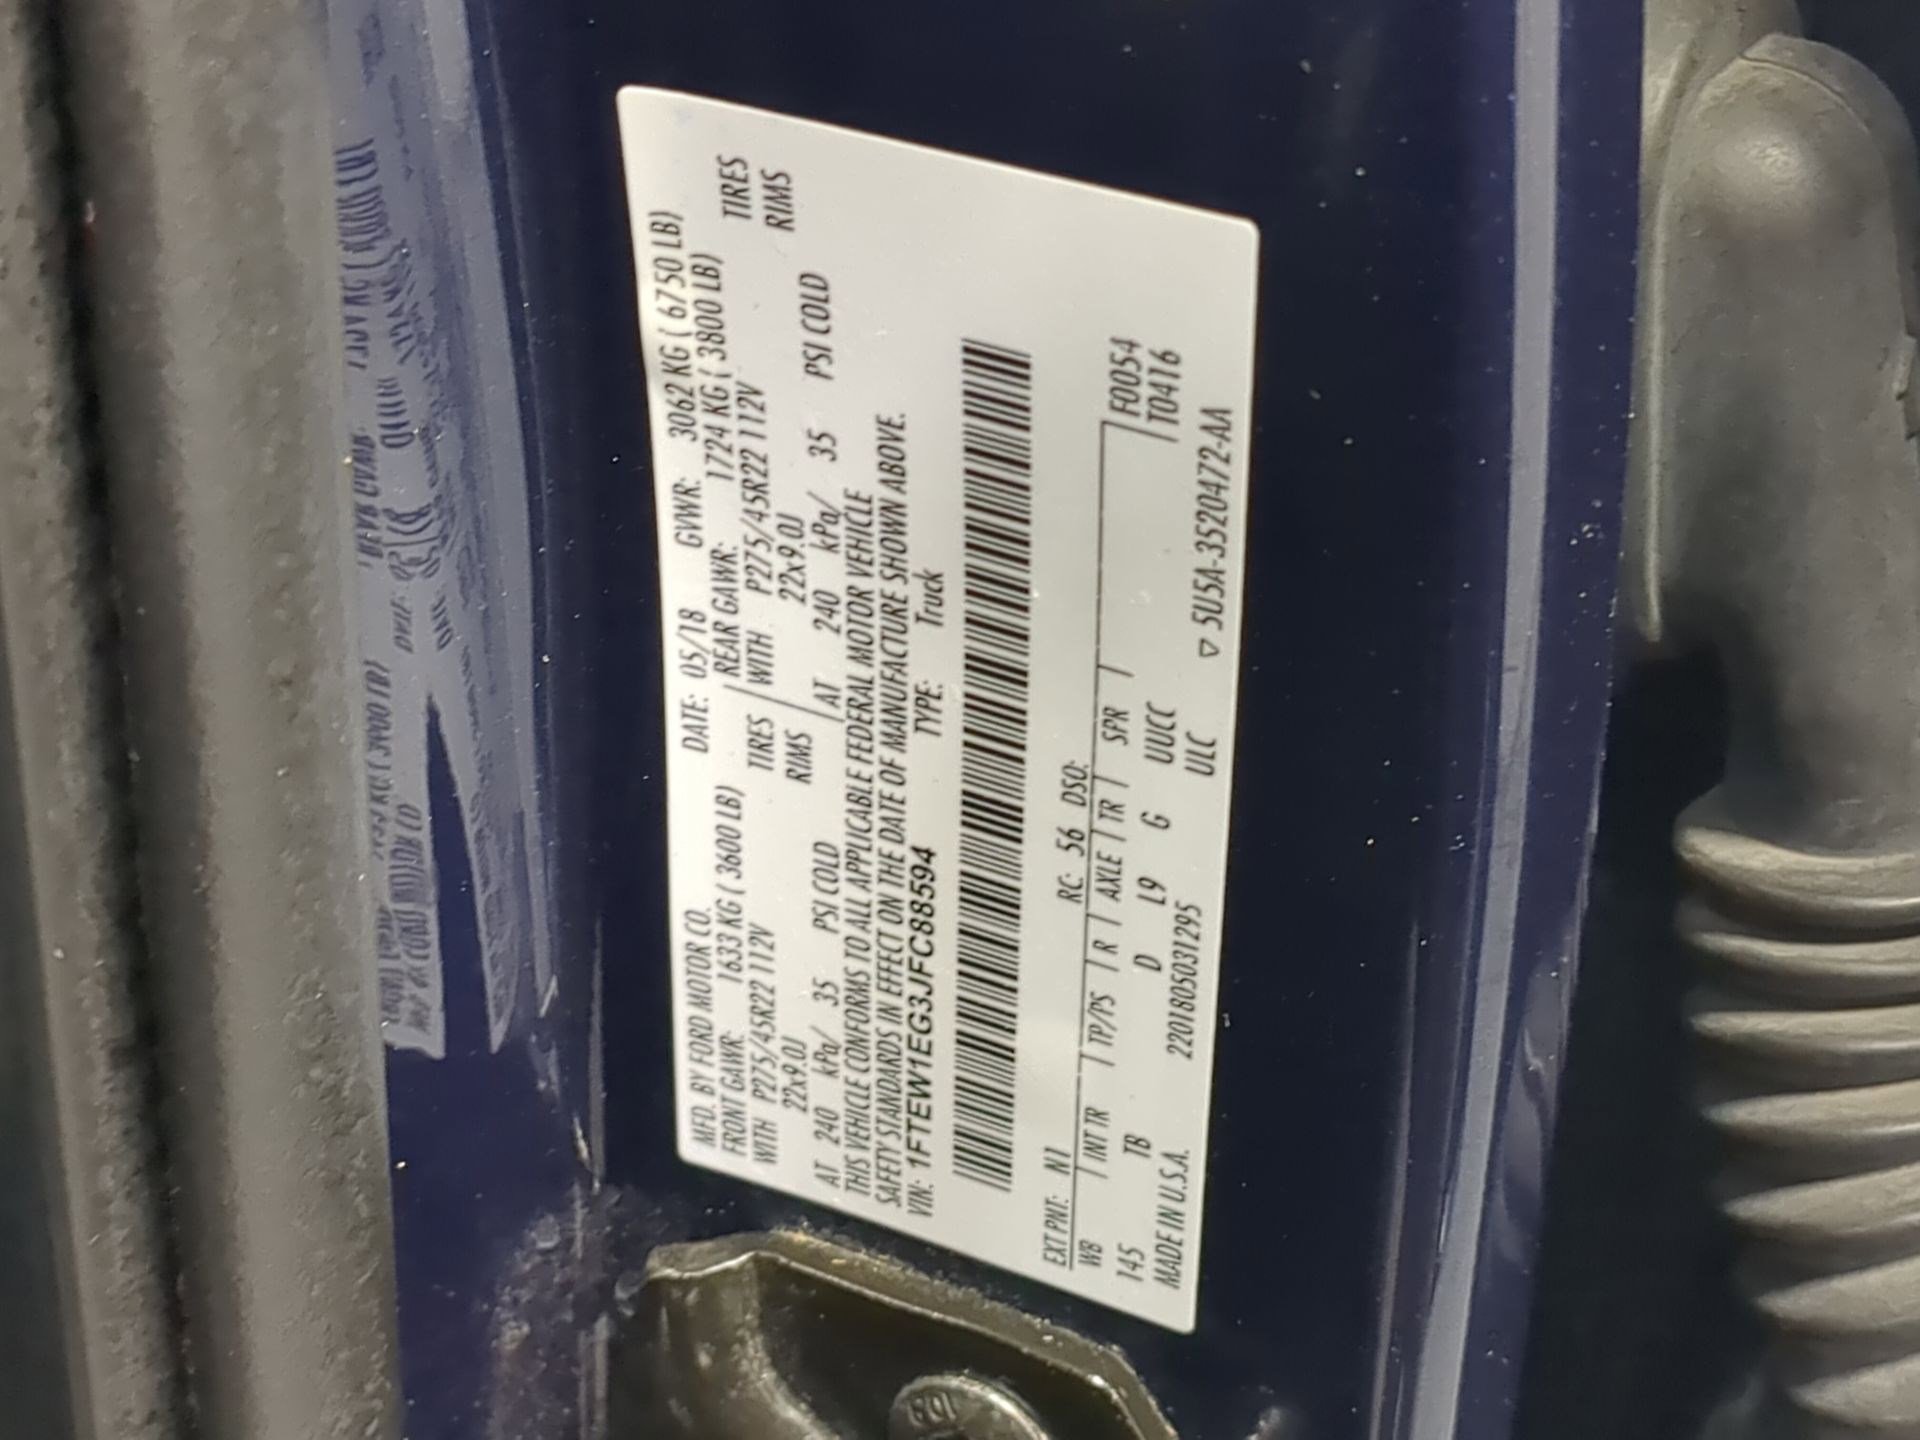 MFD. BY FORD MOTOR CO. DATE: 05/18 GVWR: 3062 KG ( 6750 LB)
FRONT GAWR: 1633 KG ( 3600 LB) REAR GAWR: 1724 KG ( 3800 LB)
WITH P275/45R22 112V TIRES WITH P275/45R22 112V TIRES
22x9.0J RIMS 22x9.0J RIMS
AT 240 kPa/ 35 PSI COLD AT 240 kPa/ 35 PSI COLD
THIS VEHICLE CONFORMS TO ALL APPLICABLE FEDERAL MOTOR VEHICLE
SAFETY STANDARDS IN EFFECT ON THE DATE OF MANUFACTURE SHOWN ABOVE.
VIN: 1FTEW1EG3JFC88594 TYPE: Truck
EXT PNT: N1 RC: 56 DSO: F0054
WB INT TR TP/PS R AXLE TR SPR T0416
145 TB D L9 G UUCC
MADE IN U.S.A. 220180503​1295 ULC ▽ 5U5A-3520472-AA